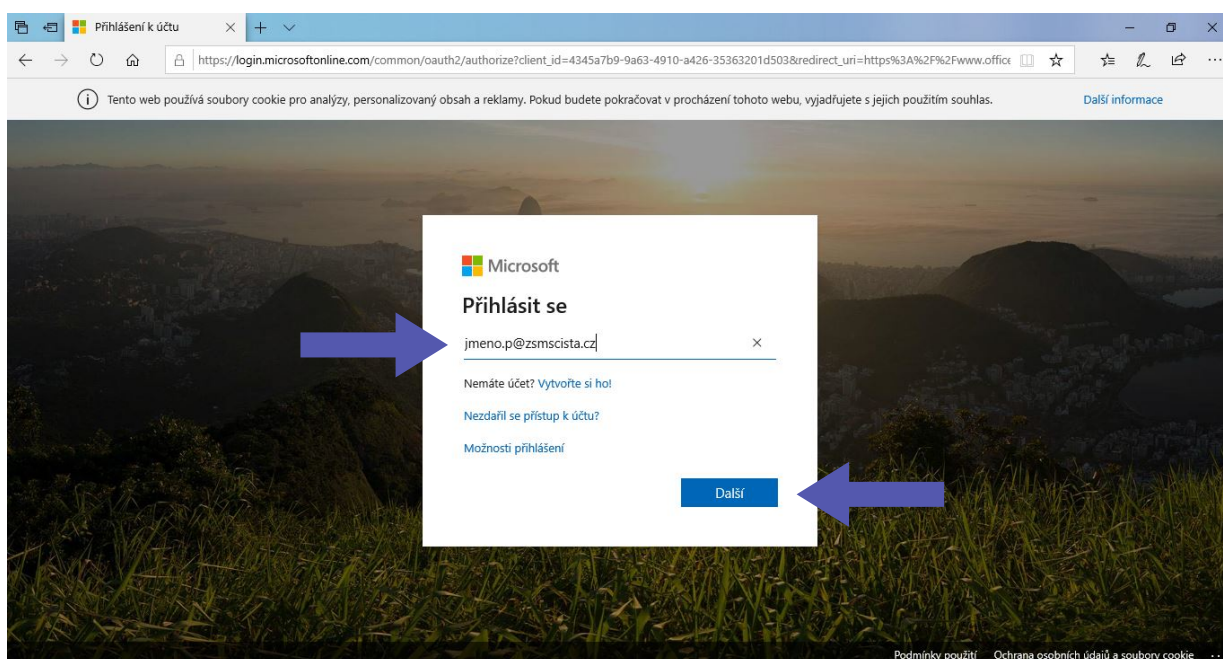 Přihlášení k účtu
https://login.microsoftonline.com/common/oauth2/authorize?client_id=4345a7b9-9a63-4910-a426-35363201d503&redirect_uri=https%3A%2F%2Fwww.office
Tento web používá soubory cookie pro analýzy, personalizovaný obsah a reklamy. Pokud budete pokračovat v procházení tohoto webu, vyjadřujete s jejich použitím souhlas. Další informace
Microsoft
Přihlásit se
jmeno.p@zsmscista.cz
Nemáte účet? Vytvořte si ho!
Nezdařil se přístup k účtu?
Možnosti přihlášení
Další
Podmínky použití Ochrana osobních údajů a soubory cookie